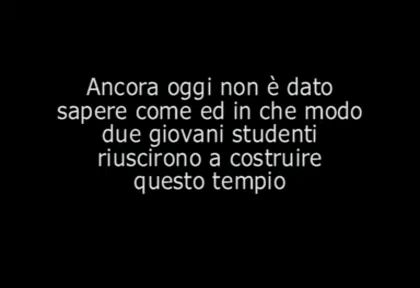 Ancora oggi non è dato
sapere come ed in che modo
due giovani studenti
riuscirono a costruire
questo tempio